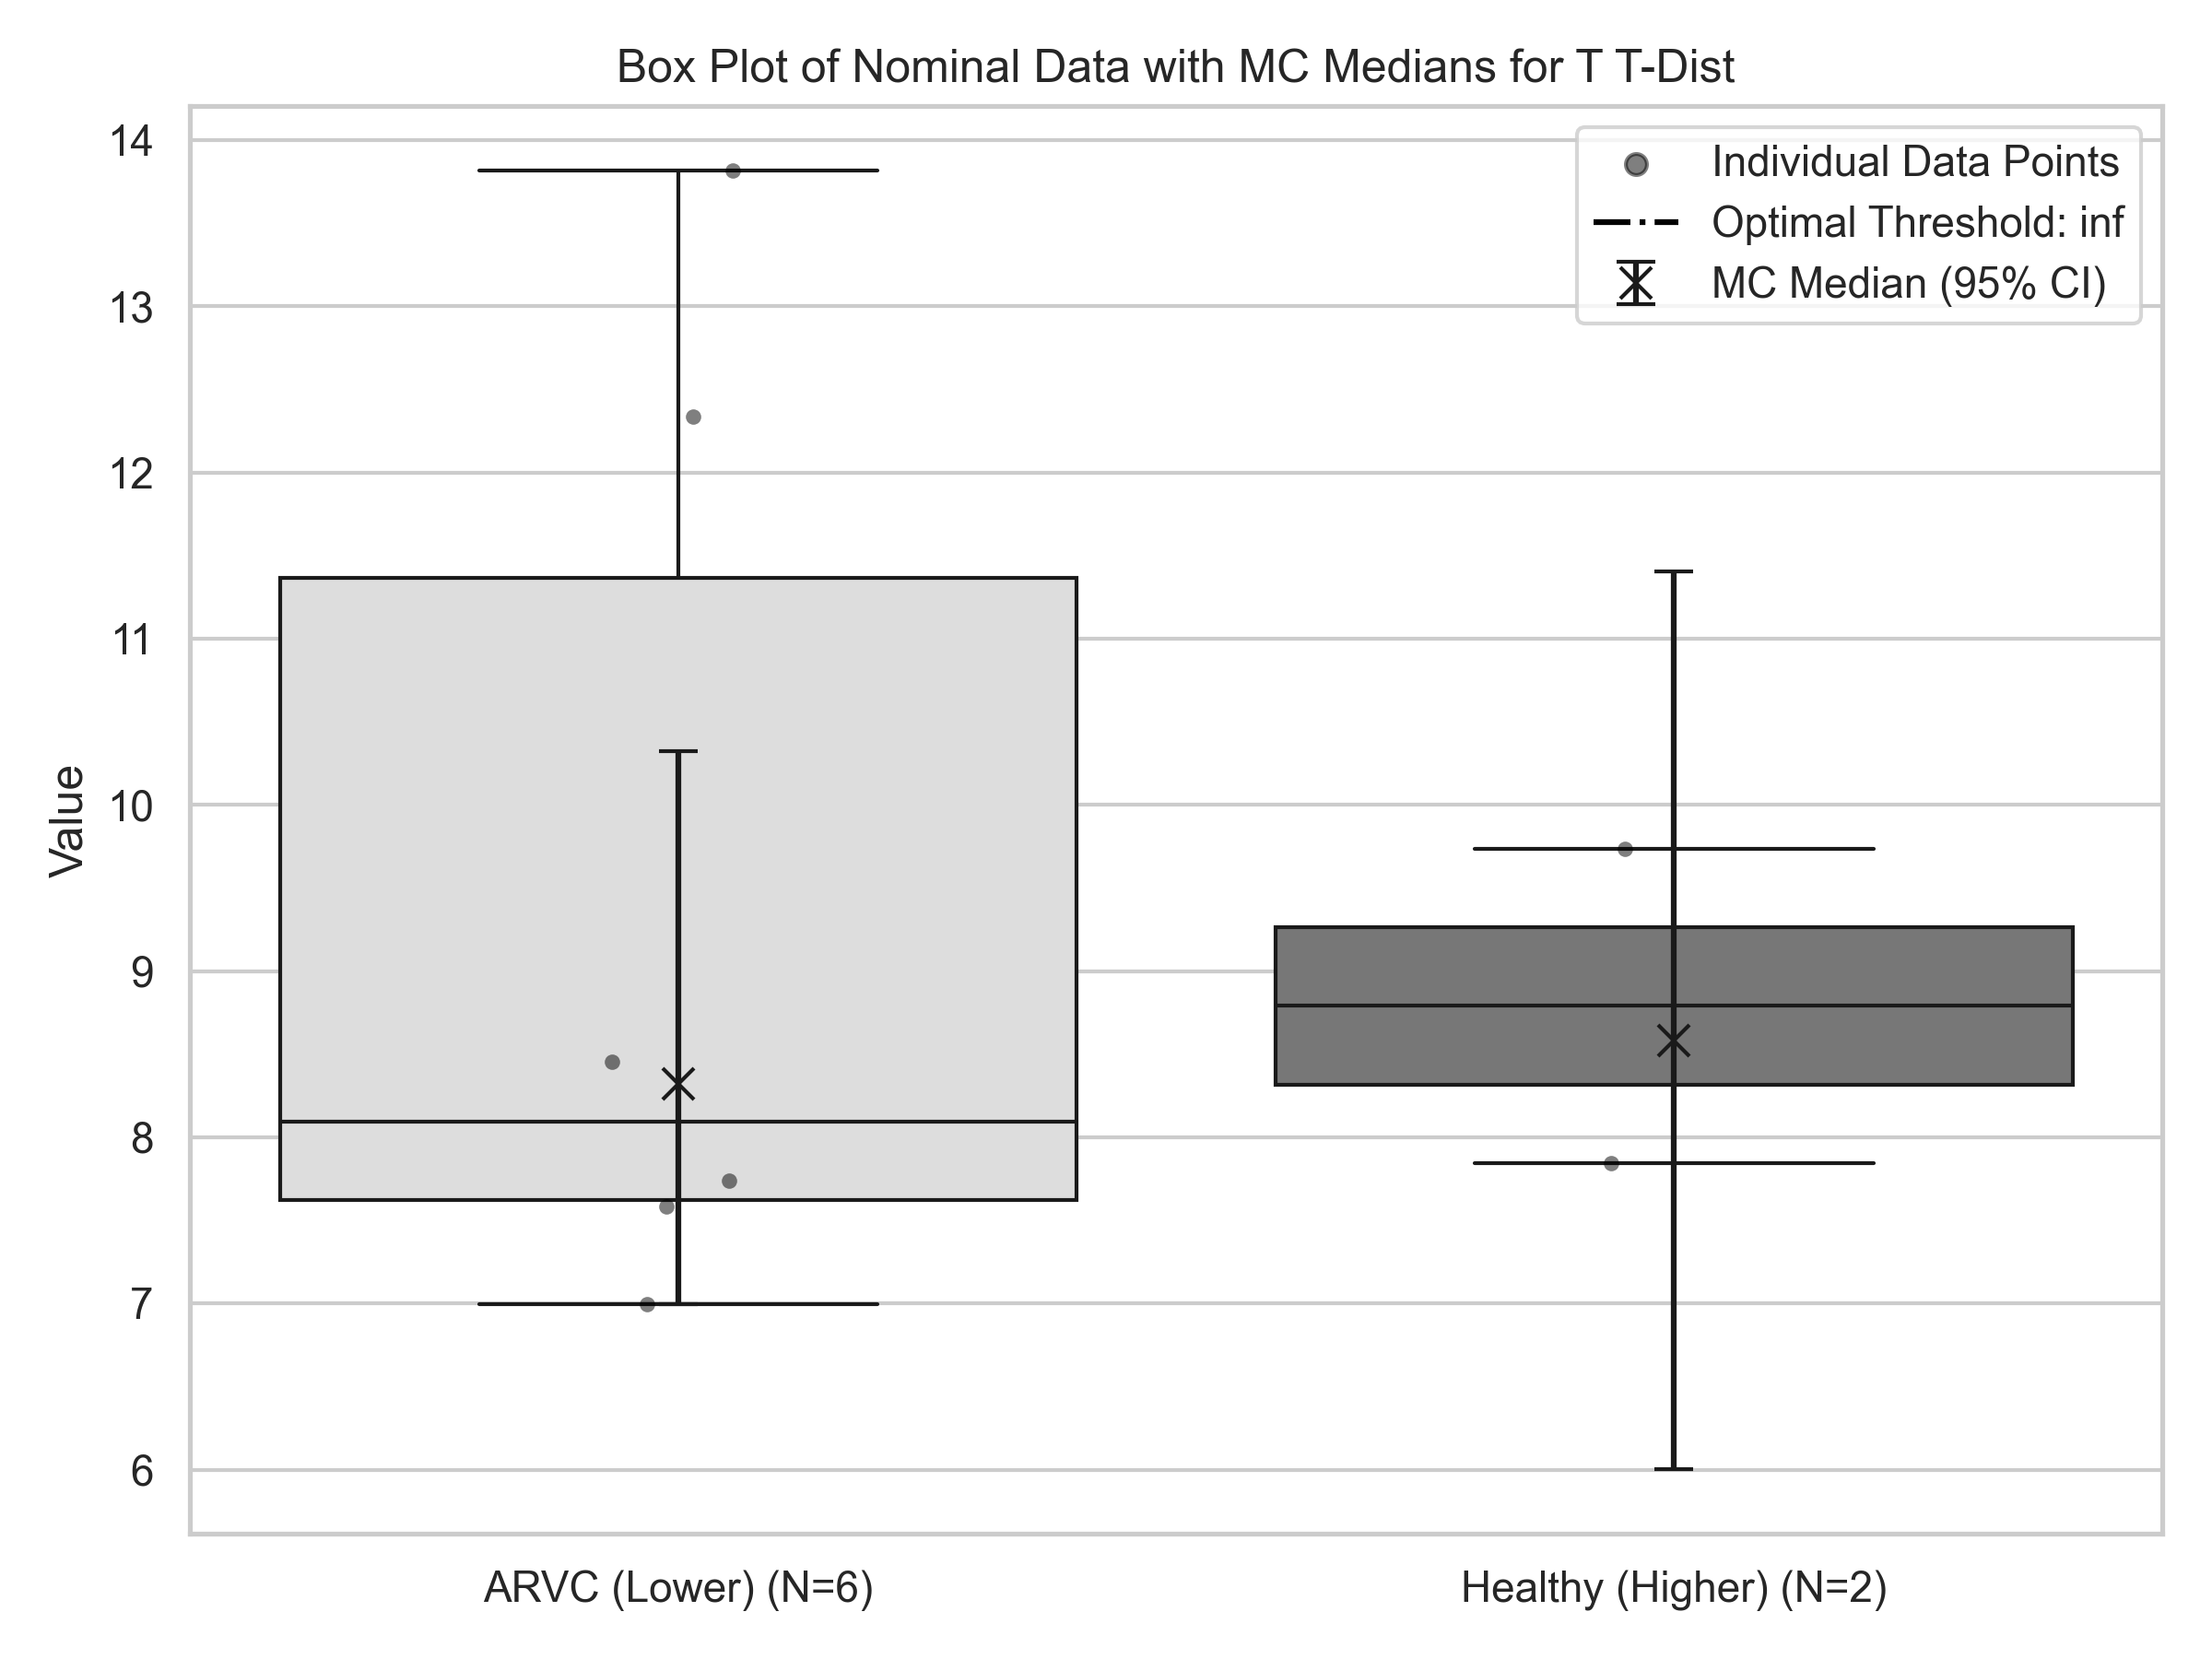 Box Plot of Nominal Data with MC Medians for T T-Dist
Individual Data Points
Optimal Threshold: inf
MC Median (95% CI)
Value
14
13
12
11
10
9
8
7
6
ARVC (Lower) (N=6)
Healthy (Higher) (N=2)